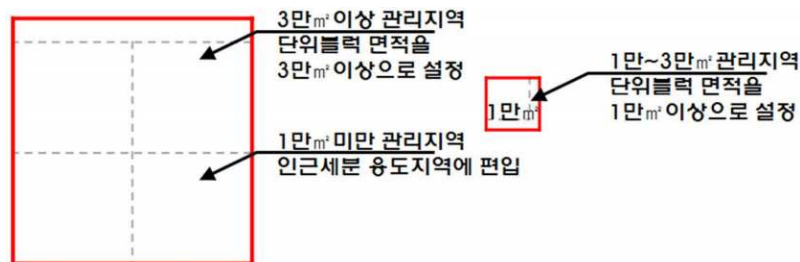 3만㎡이상 관리지역
단위블럭 면적을
3만㎡이상으로 설정
1만㎡미만 관리지역
인근세분 용도지역에 편입
1만㎡
1만~3만㎡관리지역
단위블럭 면적을
1만㎡이상으로 설정